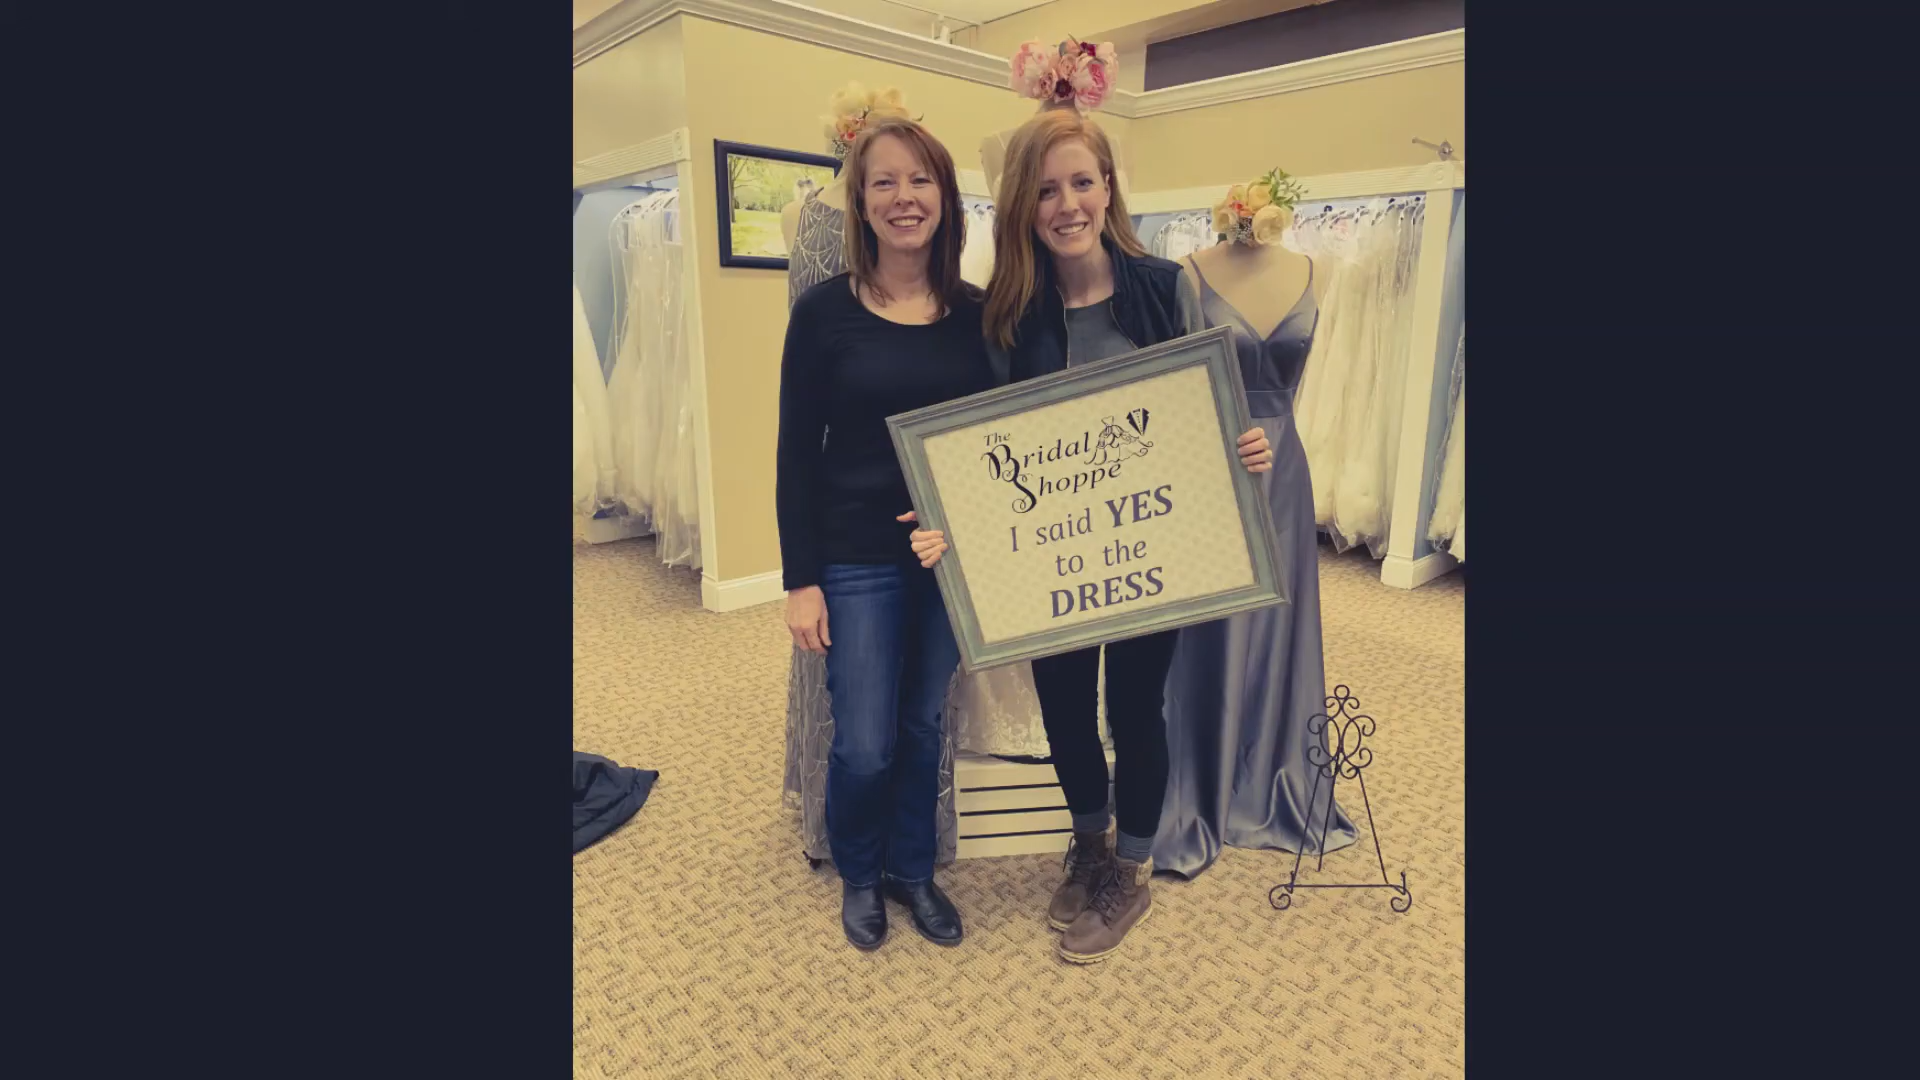 The
Bridal
Shoppe
I said YES
to the
DRESS